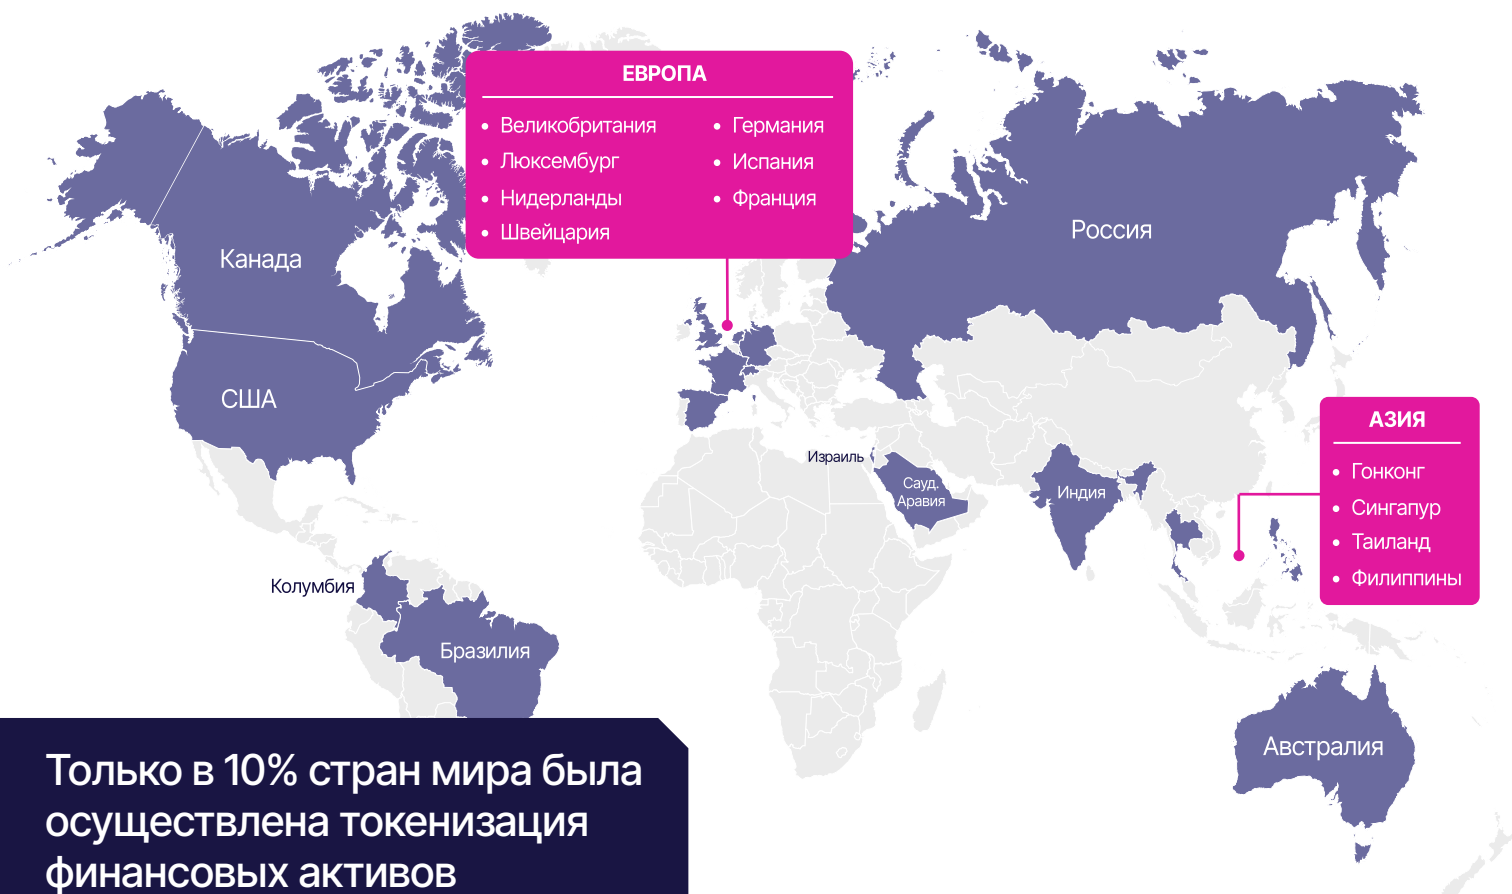 ЕВРОПА
Великобритания
Люксембург
Нидерланды
Швейцария
Германия
Испания
Франция
Канада
США
Россия
АЗИЯ
Гонконг
Сингапур
Таиланд
Филиппины
Израиль
Сауд.
Аравия
Индия
Колумбия
Бразилия
Австралия
Только в 10% стран мира была
осуществлена токенизация
финансовых активов